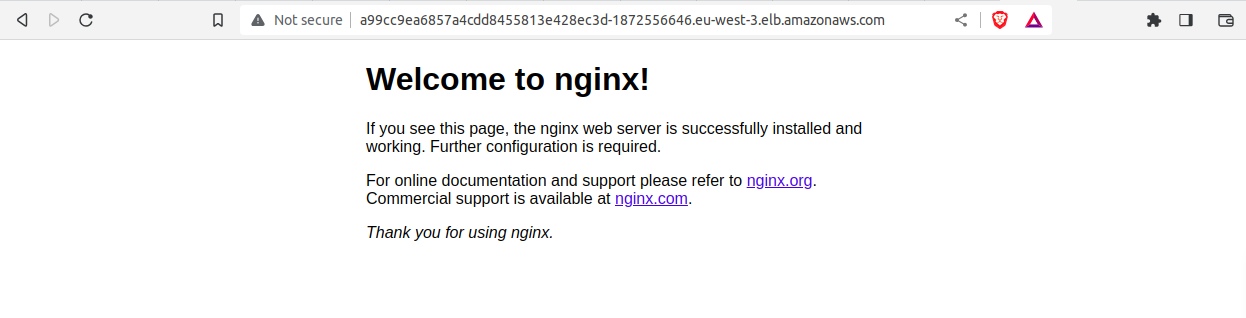 Not secure a99cc9ea6857a4cdd8455813e428ec3d-1872556646.eu-west-3.elb.amazonaws.com
Welcome to nginx!
If you see this page, the nginx web server is successfully installed and
working. Further configuration is required.
For online documentation and support please refer to nginx.org.
Commercial support is available at nginx.com.
Thank you for using nginx.